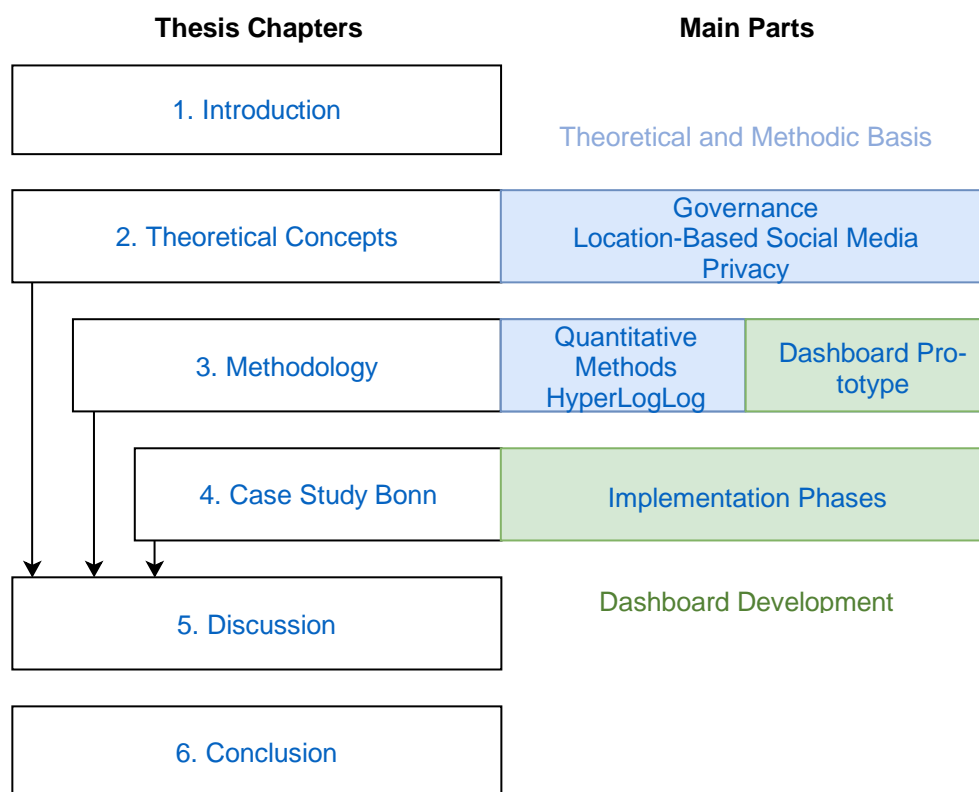 Thesis Chapters
Main Parts
1. Introduction
Theoretical and Methodic Basis
2. Theoretical Concepts
Governance
Location-Based Social Media
Privacy
3. Methodology
Quantitative
Methods
HyperLogLog
Dashboard Pro-
totype
4. Case Study Bonn
Implementation Phases
5. Discussion
Dashboard Development
6. Conclusion